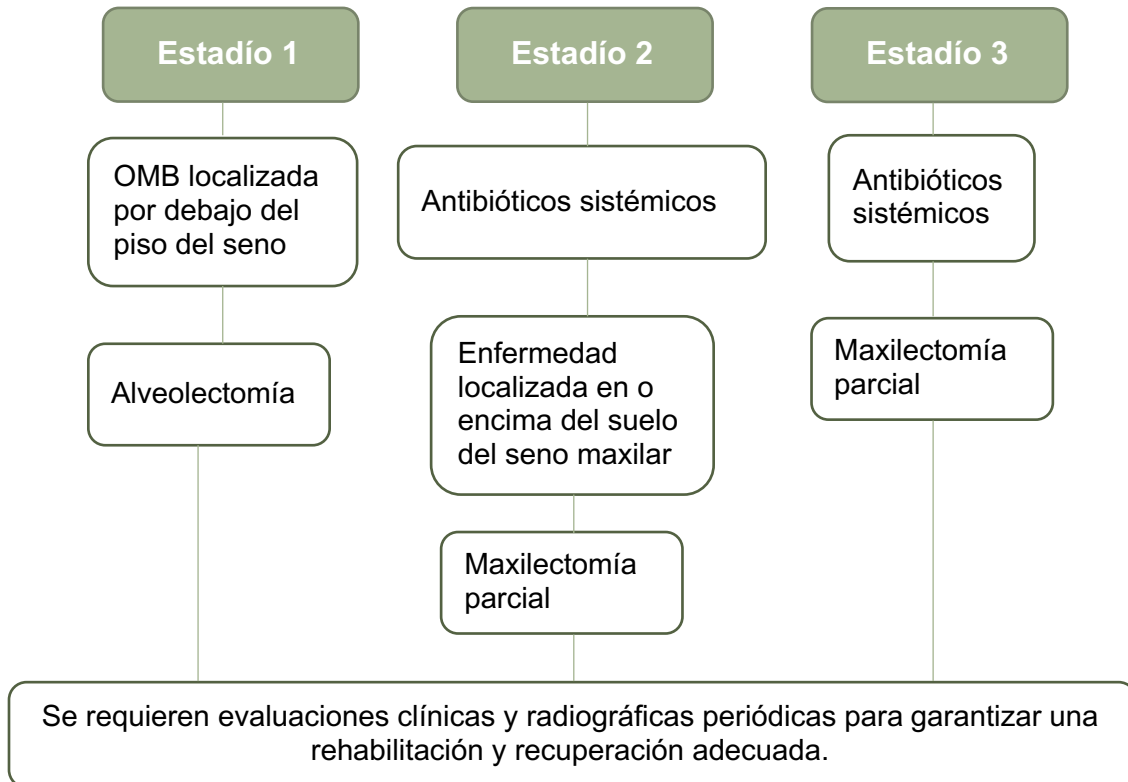 Estadío 1
OMB localizada
por debajo del
piso del seno
Alveolectomía
Estadío 2
Antibióticos sistémicos
Enfermedad
localizada en o
encima del suelo
del seno maxilar
Maxilectomía
parcial
Estadío 3
Antibióticos
sistémicos
Maxilectomía
parcial
Se requieren evaluaciones clínicas y radiográficas periódicas para garantizar una
rehabilitación y recuperación adecuada.